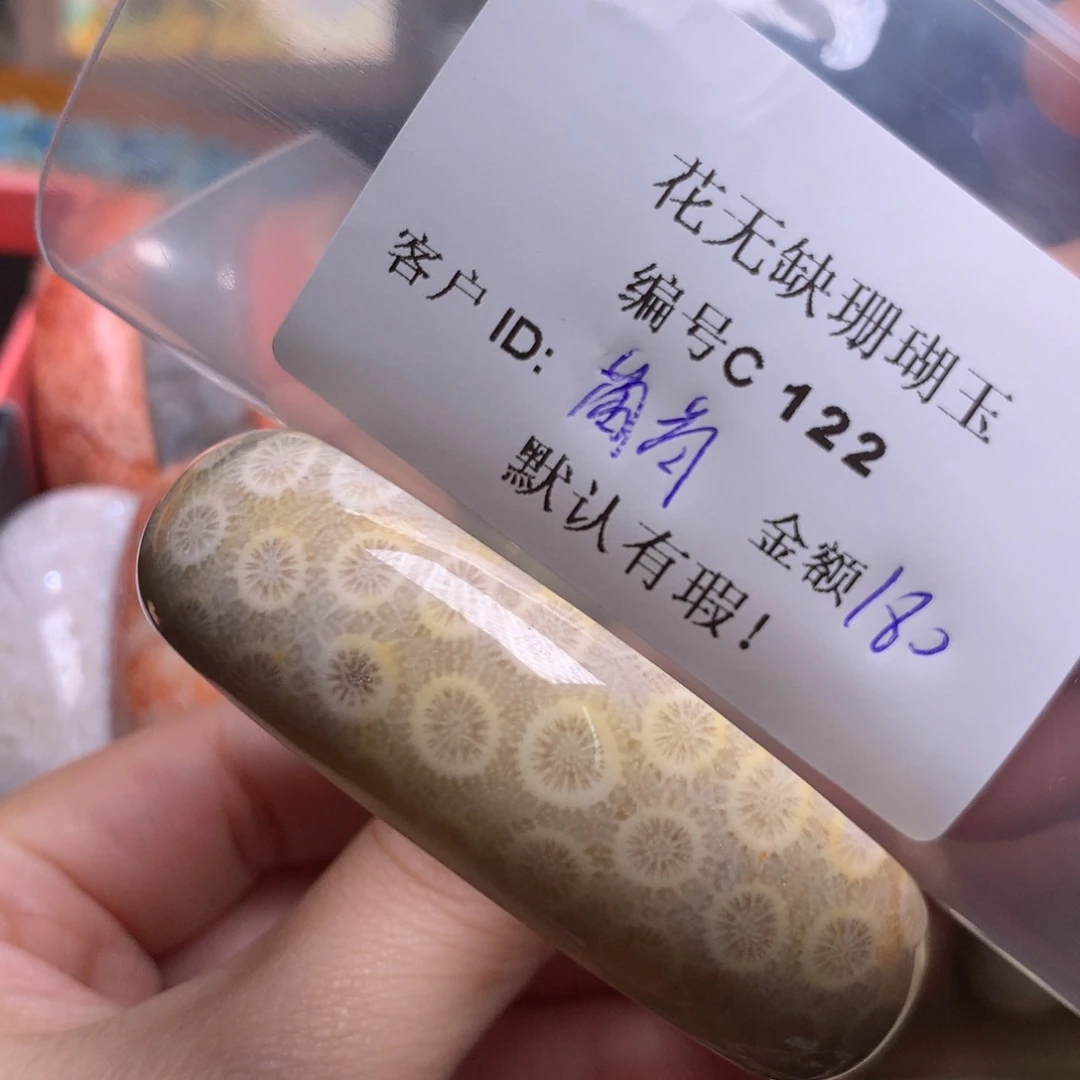 花无缺珊瑚玉
编号C 122
客户 ID:
金额180
默认有瑕!